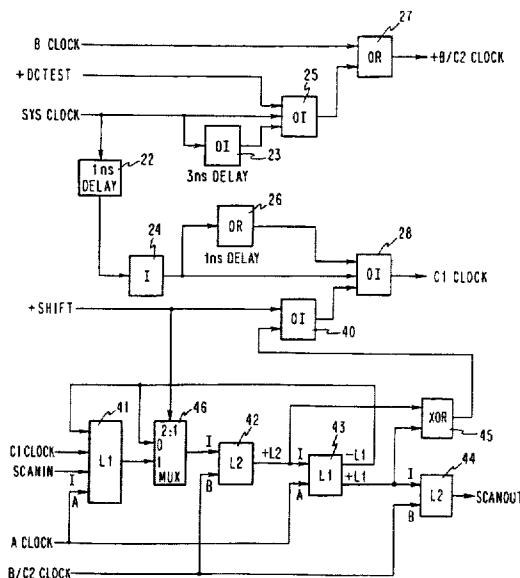 27
B CLOCK
OR
+B/C2 CLOCK
+DCTEST
25
OI
SYS CLOCK
22
1ns
DELAY
OI
23
3ns DELAY
26
OR
1ns DELAY
24
I
28
OI
C1 CLOCK
+SHIFT
OI
40
41
46
2:1
0
1
MUX
42
43
XOR
45
C1 CLOCK
SCANIN
L1
I
A
I
L2
B
+L2
I
L1
A
-L1
+L1
44
I
L2
B
SCANOUT
A CLOCK
B/C2 CLOCK